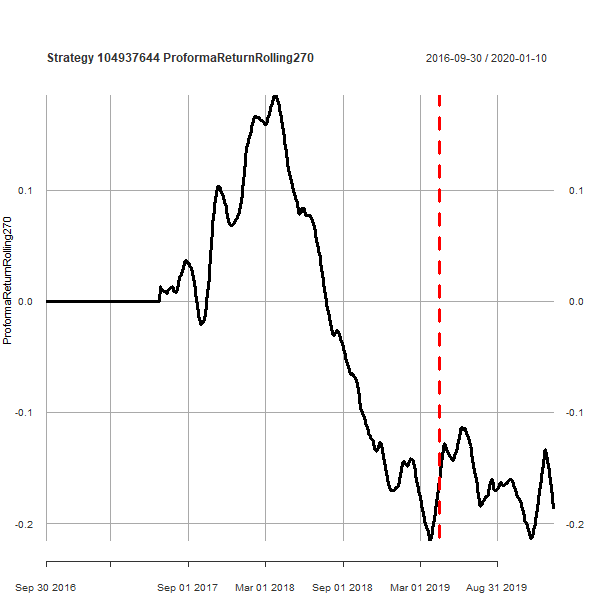 Strategy 104937644 ProformaReturnRolling270
2016-09-30 / 2020-01-10
ProformaReturnRolling270
0.1
0.0
-0.1
-0.2
0.1
0.0
-0.1
-0.2
Sep 30 2016
Sep 01 2017
Mar 01 2018
Sep 01 2018
Mar 01 2019
Aug 31 2019